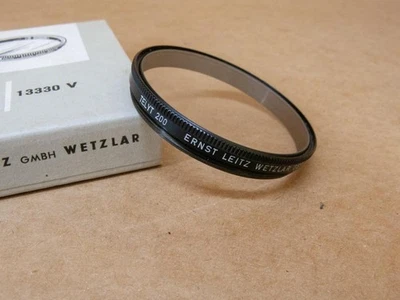 13330 V
Z GMBH WETZLAR
TELYT 200 ERNST LEITZ WETZLAR